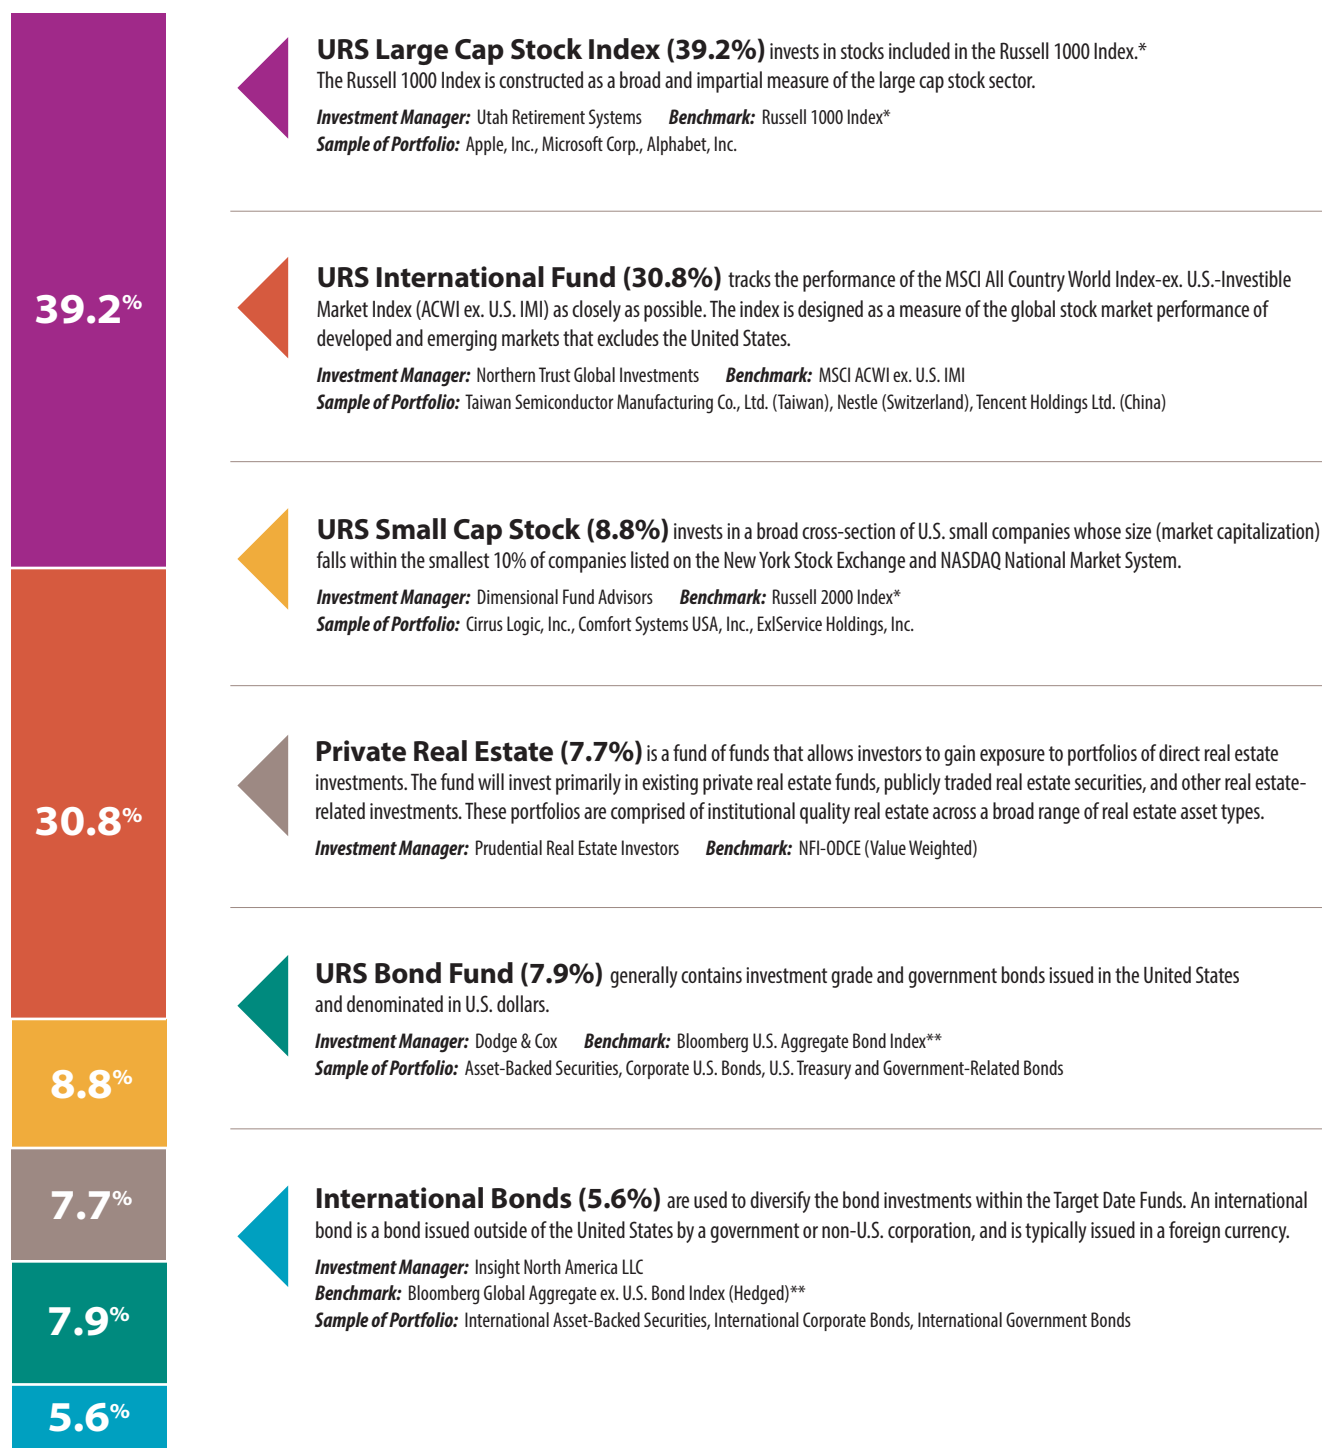 39.2%
30.8%
8.8%
7.7%
7.9%
5.6%
URS Large Cap Stock Index (39.2%) invests in stocks included in the Russell 1000 Index.*
The Russell 1000 Index is constructed as a broad and impartial measure of the large cap stock sector.
Investment Manager: Utah Retirement Systems Benchmark: Russell 1000 Index*
Sample of Portfolio: Apple, Inc., Microsoft Corp., Alphabet, Inc.
URS International Fund (30.8%) tracks the performance of the MSCI All Country World Index-ex. U.S.-Investible
Market Index (ACWI ex. U.S. IMI) as closely as possible. The index is designed as a measure of the global stock market performance of
developed and emerging markets that excludes the United States.
Investment Manager: Northern Trust Global Investments Benchmark: MSCI ACWI ex. U.S. IMI
Sample of Portfolio: Taiwan Semiconductor Manufacturing Co., Ltd. (Taiwan), Nestle (Switzerland), Tencent Holdings Ltd. (China)
URS Small Cap Stock (8.8%) invests in a broad cross-section of U.S. small companies whose size (market capitalization)
falls within the smallest 10% of companies listed on the New York Stock Exchange and NASDAQ National Market System.
Investment Manager: Dimensional Fund Advisors Benchmark: Russell 2000 Index*
Sample of Portfolio: Cirrus Logic, Inc., Comfort Systems USA, Inc., ExlService Holdings, Inc.
Private Real Estate (7.7%) is a fund of funds that allows investors to gain exposure to portfolios of direct real estate
investments. The fund will invest primarily in existing private real estate funds, publicly traded real estate securities, and other real estate-
related investments. These portfolios are comprised of institutional quality real estate across a broad range of real estate asset types.
Investment Manager: Prudential Real Estate Investors Benchmark: NFI-ODCE (Value Weighted)
URS Bond Fund (7.9%) generally contains investment grade and government bonds issued in the United States
and denominated in U.S. dollars.
Investment Manager: Dodge & Cox Benchmark: Bloomberg U.S. Aggregate Bond Index**
Sample of Portfolio: Asset-Backed Securities, Corporate U.S. Bonds, U.S. Treasury and Government-Related Bonds
International Bonds (5.6%) are used to diversify the bond investments within the Target Date Funds. An international
bond is a bond issued outside of the United States by a government or non-U.S. corporation, and is typically issued in a foreign currency.
Investment Manager: Insight North America LLC
Benchmark: Bloomberg Global Aggregate ex. U.S. Bond Index (Hedged)**
Sample of Portfolio: International Asset-Backed Securities, International Corporate Bonds, International Government Bonds